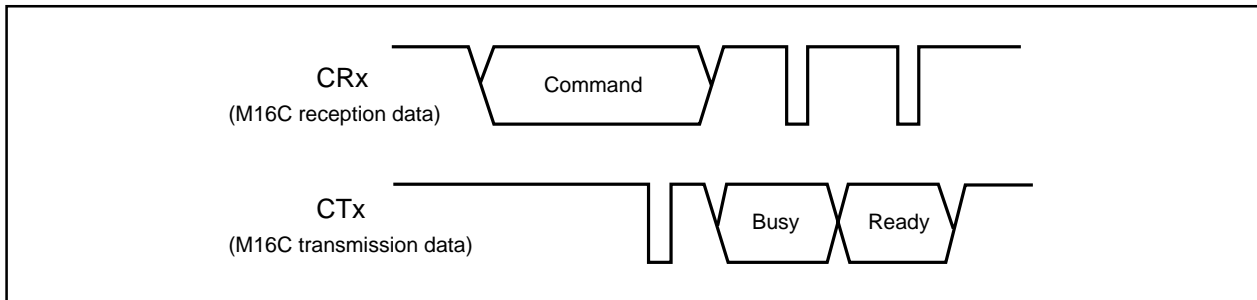 CRx
Command
(M16C reception data)
CTx
Busy
Ready
(M16C transmission data)